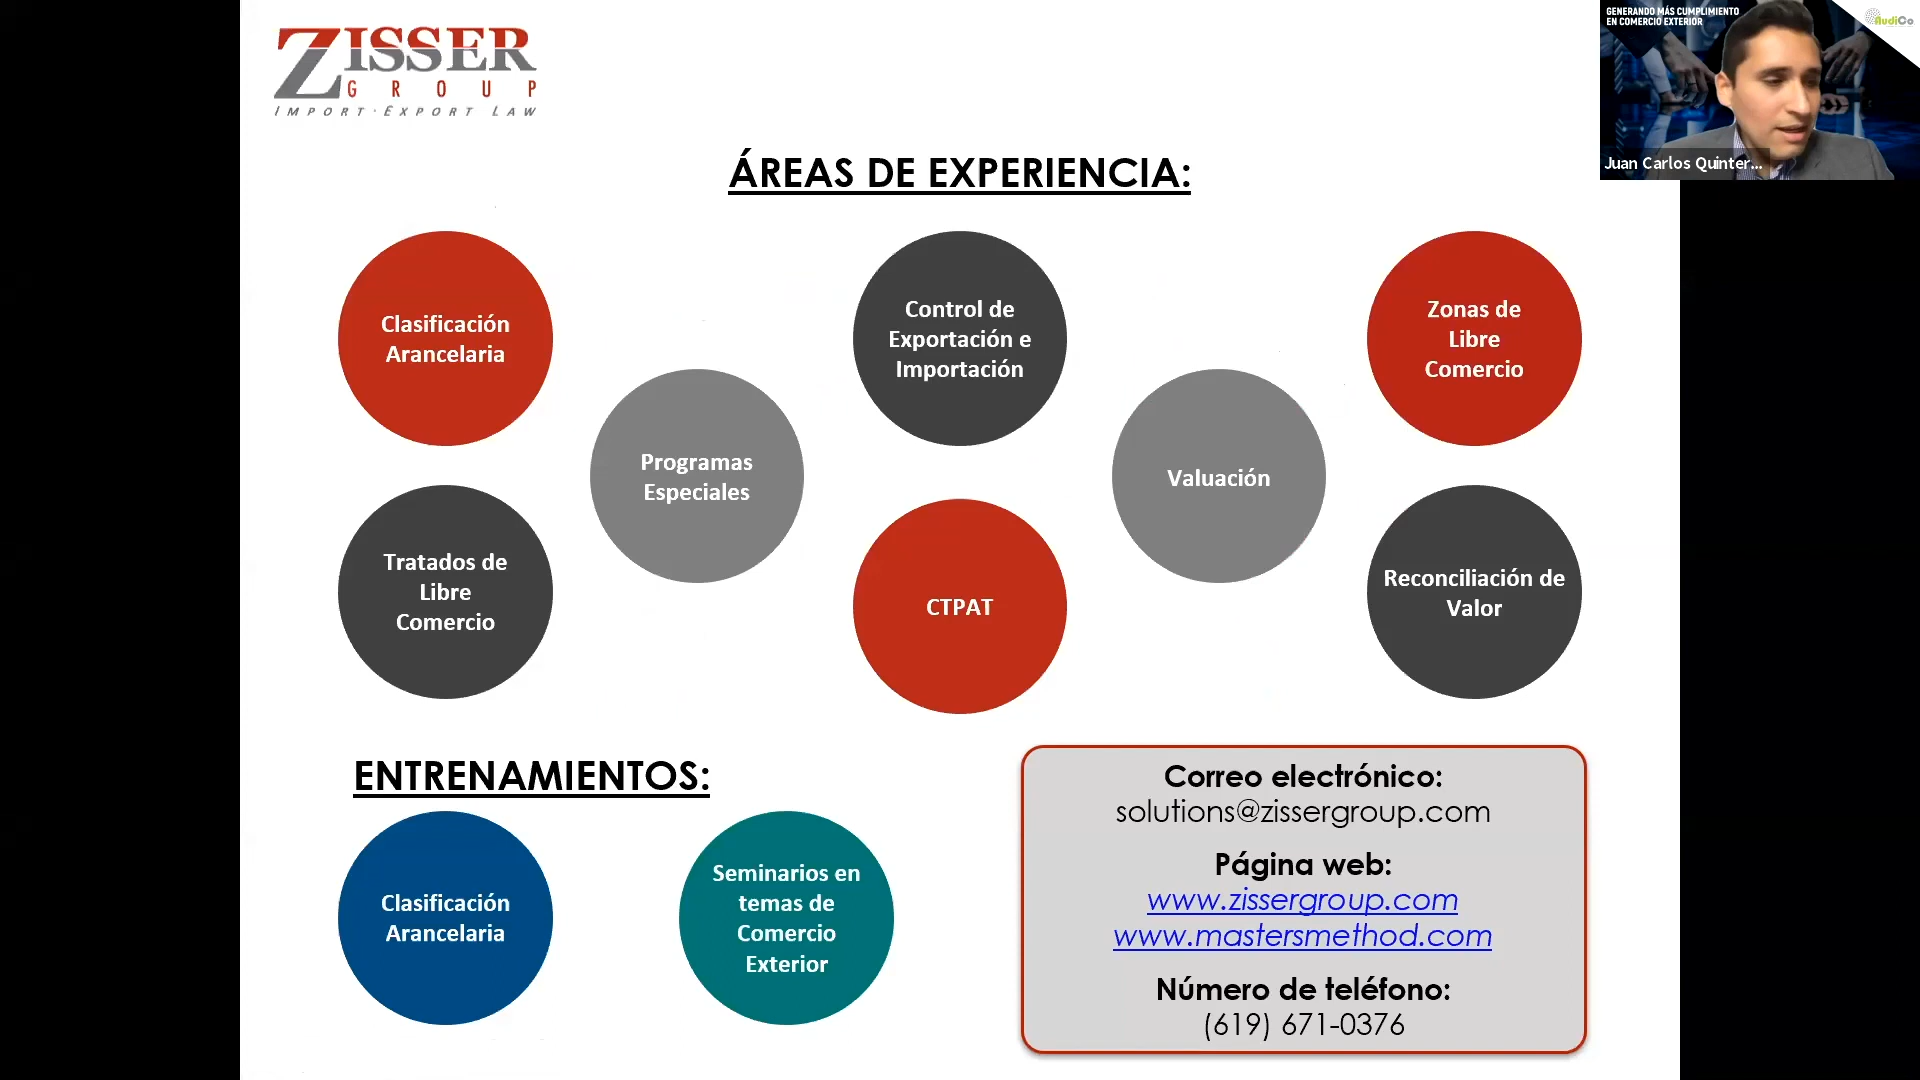 ZISSER
GROUP
IMPORT·EXPORT LAW
GENERANDO MÁS CUMPLIMIENTO
EN COMERCIO EXTERIOR
AudiCo
Juan Carlos Quinter...
ÁREAS DE EXPERIENCIA:
Clasificación
Arancelaria
Programas
Especiales
Control de
Exportación e
Importación
Valuación
Zonas de
Libre
Comercio
Tratados de
Libre
Comercio
CTPAT
Reconciliación de
Valor
ENTRENAMIENTOS:
Clasificación
Arancelaria
Seminarios en
temas de
Comercio
Exterior
Correo electrónico:
solutions@zissergroup.com
Página web:
www.zissergroup.com
www.mastersmethod.com
Número de teléfono:
(619) 671-0376